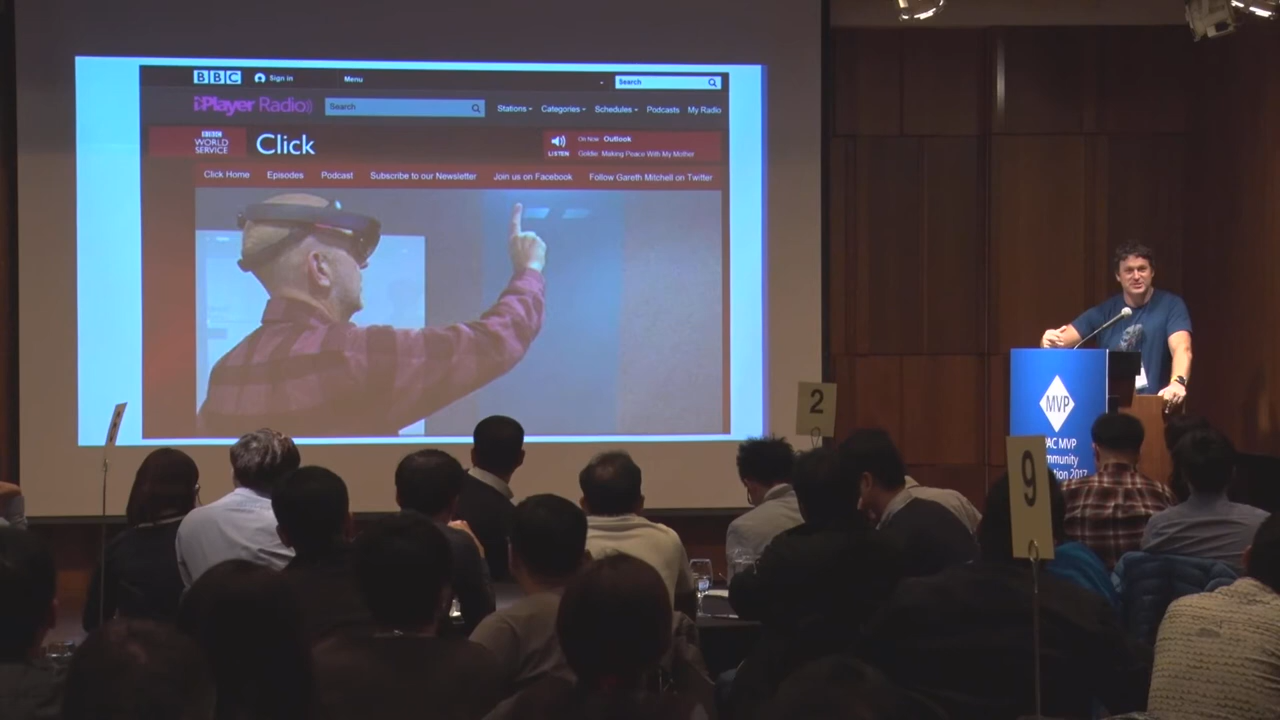 BBC Sign in Menu Search
iPlayer Radio Search Stations Categories Schedules Podcasts My Radio
BBC WORLD SERVICE Click LISTEN On Now Outlook
Goldie: Making Peace With My Mother
Click Home Episodes Podcast Subscribe to our Newsletter Join us on Facebook Follow Gareth Mitchell on Twitter
2
9
MVP
MVP
2017